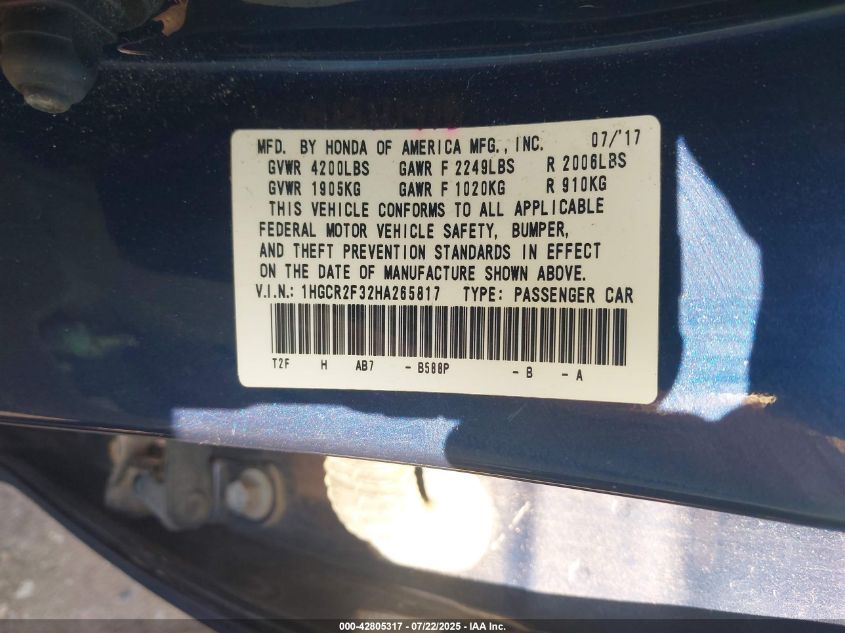 MFD. BY HONDA OF AMERICA MFG., INC. 07/'17
GVWR 4200LBS GAWR F 2249LBS R 2006LBS
GVWR 1905KG GAWR F 1020KG R 910KG
THIS VEHICLE CONFORMS TO ALL APPLICABLE
FEDERAL MOTOR VEHICLE SAFETY, BUMPER,
AND THEFT PREVENTION STANDARDS IN EFFECT
ON THE DATE OF MANUFACTURE SHOWN ABOVE.
V.I.N.: 1HGCR2F32HA265817 TYPE: PASSENGER CAR
T2F H AB7 - B588P - B - A
000-42805317 - 07/22/2025 - IAA Inc.